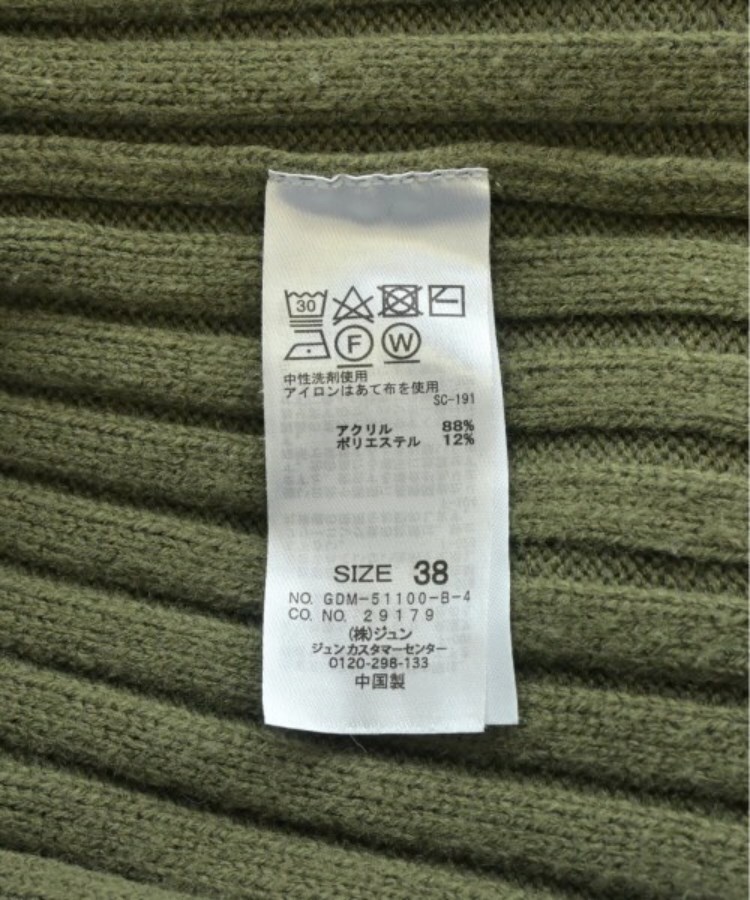 30
F W
中性洗剤使用
アイロンはあて布を使用
SC-191
アクリル 88%
ポリエステル 12%
SIZE 38
NO. GDM-51100-B-4
CO. NO. 29179
(株)ジュン
ジュンカスタマーセンター
0120-298-133
中国製